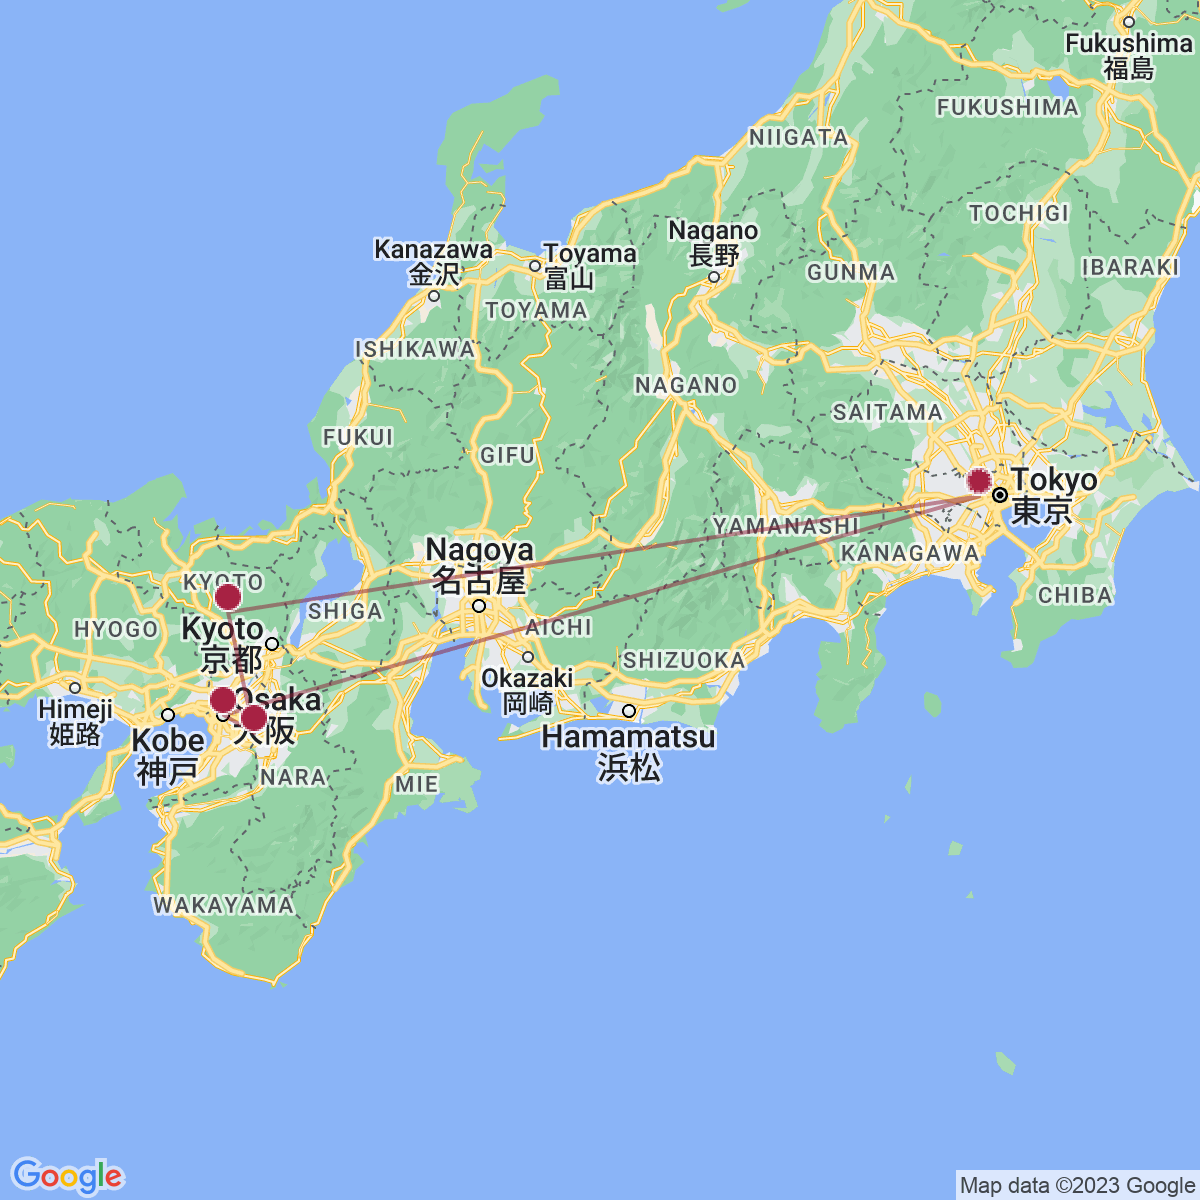 Fukushima
福島
FUKUSHIMA
NIIGATA
TOCHIGI
Nagano
長野
Kanazawa
金沢
Toyama
富山
GUNMA
IBARAKI
TOYAMA
ISHIKAWA
NAGANO
SAITAMA
FUKUI
GIFU
Tokyo
東京
YAMANASHI
KANAGAWA
Nagoya
名古屋
KYOTO
SHIGA
CHIBA
HYOGO
Kyoto
京都
AICHI
SHIZUOKA
Okazaki
岡崎
Himeji
姫路
Osaka
大阪
Kobe
神戸
Hamamatsu
浜松
NARA
MIE
WAKAYAMA
Google
Map data ©2023 Google